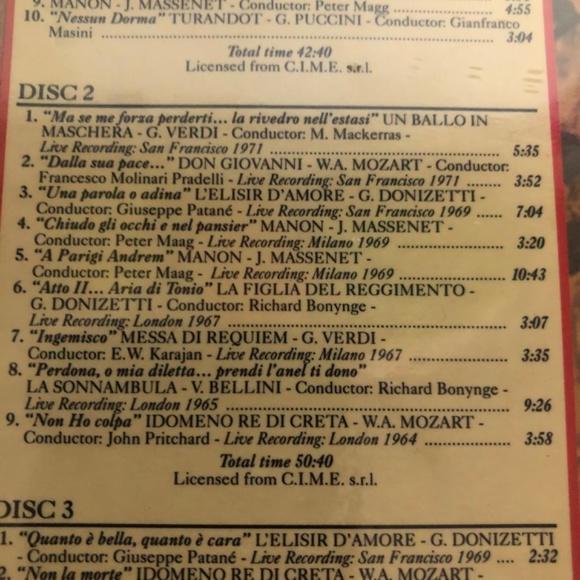 9. MANON - J. MASSENET - Conductor: Peter Magg ........ 4:55
10. "Nessun Dorma" TURANDOT - G. PUCCINI - Conductor: Gianfranco
Masini ........ 3:04
Total time 42:40
Licensed from C.I.M.E. s.r.l.
DISC 2
1. "Ma se me forza perderti... la rivedro nell'estasi" UN BALLO IN
MASCHERA - G. VERDI - Conductor: M. Mackerras -
Live Recording: San Francisco 1971 ........ 5:35
2. "Dalla sua pace..." DON GIOVANNI - W.A. MOZART - Conductor:
Francesco Molinari Pradelli - Live Recording: San Francisco 1971 ..... 3:52
3. "Una parola o adina" L'ELISIR D'AMORE - G. DONIZETTI -
Conductor: Giuseppe Patané - Live Recording: San Francisco 1969 ...... 7:04
4. "Chiudo gli occhi e nel pansier" MANON - J. MASSENET -
Conductor: Peter Maag - Live Recording: Milano 1969 ........ 3:20
5. "A Parigi Andrem" MANON - J. MASSENET -
Conductor: Peter Maag - Live Recording: Milano 1969 ........ 10:43
6. "Atto II... Aria di Tonio" LA FIGLIA DEL REGGIMENTO -
G. DONIZETTI - Conductor: Richard Bonynge -
Live Recording: London 1967 ........ 3:07
7. "Ingemisco" MESSA DI REQUIEM - G. VERDI -
Conductor: E.W. Karajan - Live Recording: Milano 1967 ........ 3:35
8. "Perdona, o mia diletta... prendi l'anel ti dono"
LA SONNAMBULA - V. BELLINI - Conductor: Richard Bonynge -
Live Recording: London 1965 ........ 9:26
9. "Non Ho colpa" IDOMENO RE DI CRETA - W.A. MOZART -
Conductor: John Pritchard - Live Recording: London 1964 ........ 3:58
Total time 50:40
Licensed from C.I.M.E. s.r.l.
DISC 3
1. "Quanto è bella, quanto è cara" L'ELISIR D'AMORE - G. DONIZETTI
- Conductor: Giuseppe Patané - Live Recording: San Francisco 1969 .... 2:32
2. "Non la morte" IDOMENO RE DI CRETA - W.A. MOZART -